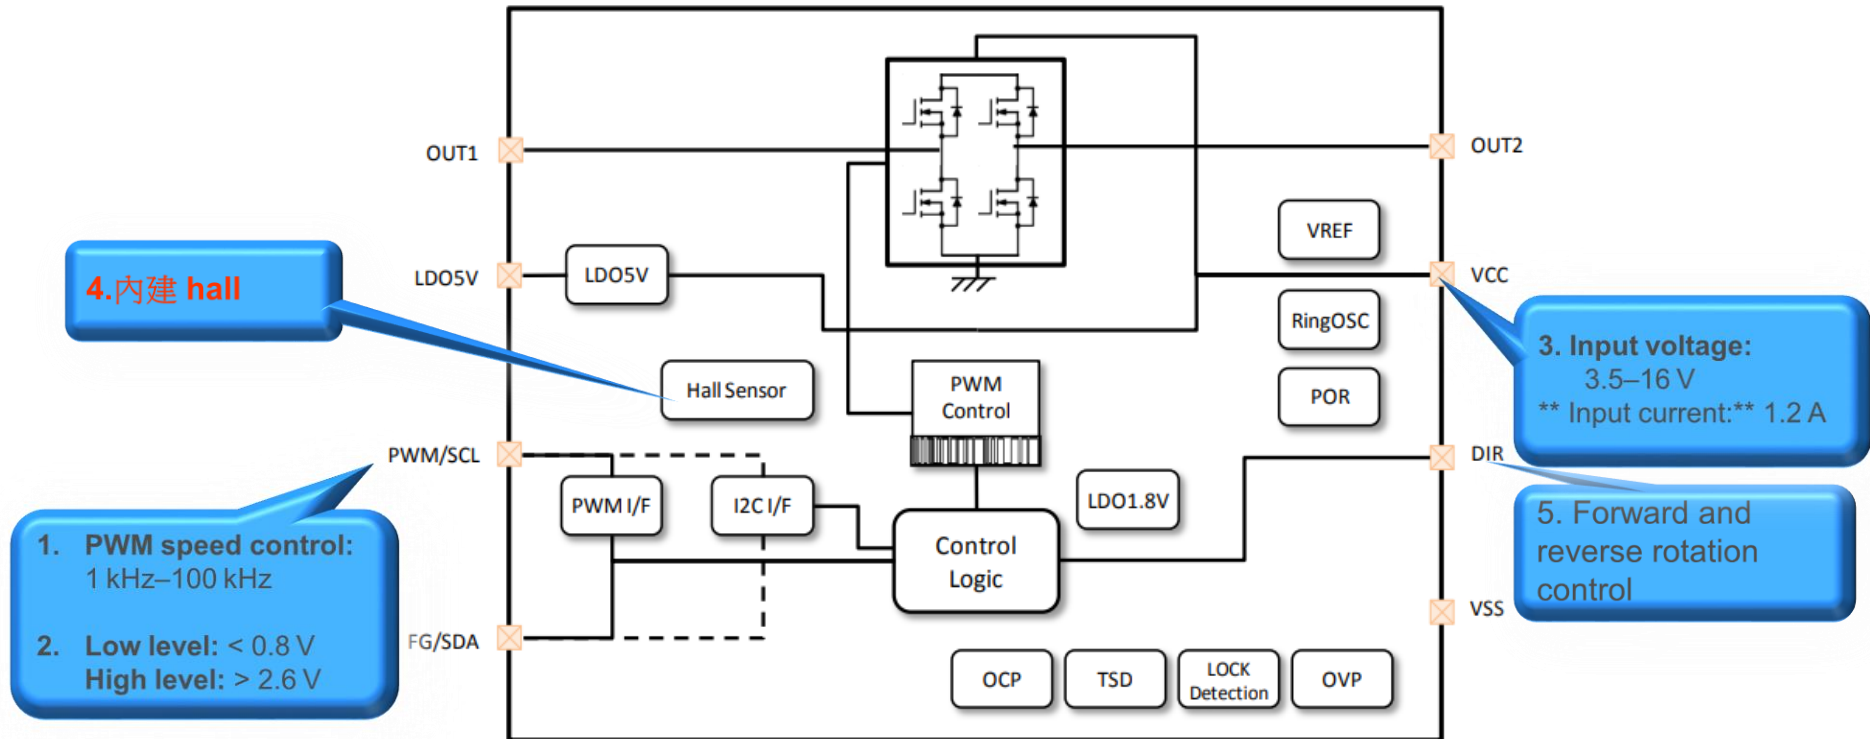 OUT1
OUT2
VREF
4.內建 hall
LDO5V
LDO5V
VCC
RingOSC
3. Input voltage:
3.5–16 V
** Input current:** 1.2 A
Hall Sensor
PWM
Control
POR
PWM/SCL
DIR
PWM I/F
I2C I/F
LDO1.8V
1. PWM speed control:
1 kHz–100 kHz
2. Low level: < 0.8 V
High level: > 2.6 V
Control
Logic
5. Forward and
reverse rotation
control
FG/SDA
VSS
OCP
TSD
LOCK
Detection
OVP